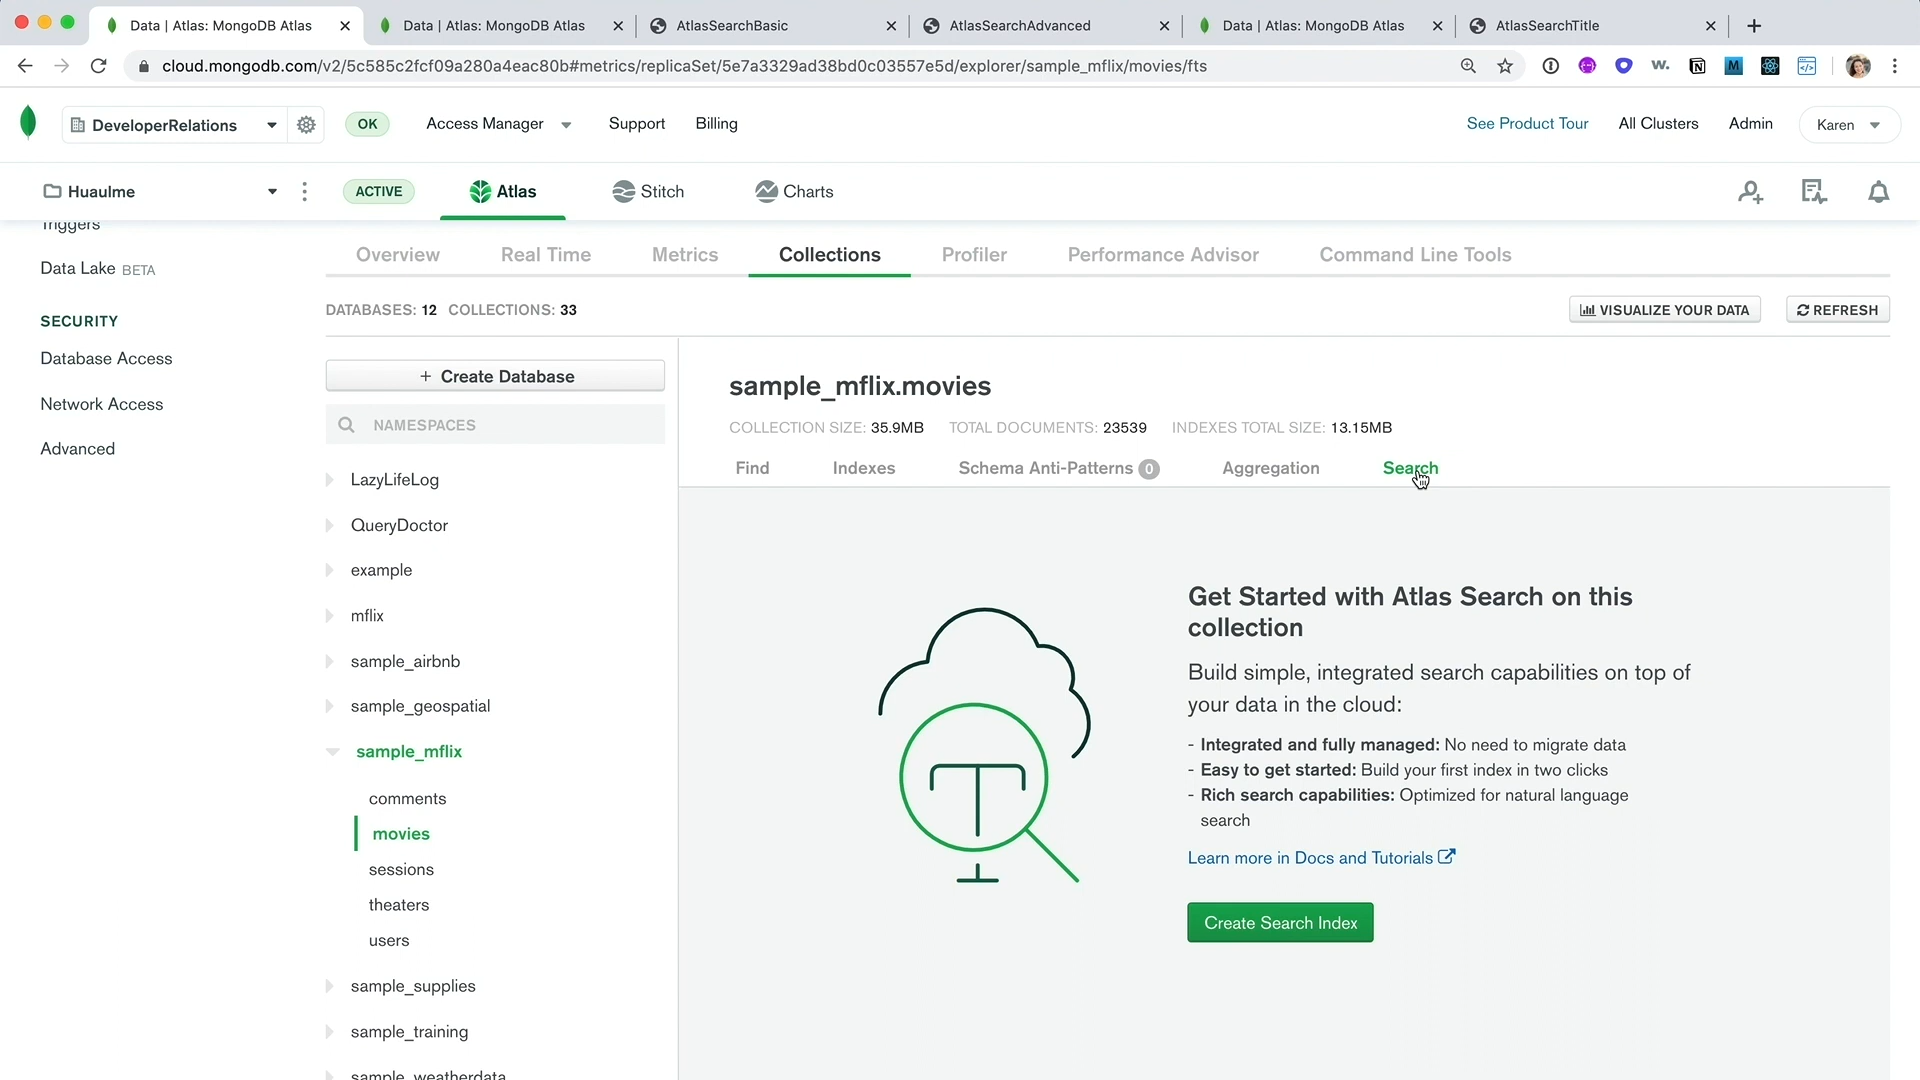 Data | Atlas: MongoDB Atlas
Data | Atlas: MongoDB Atlas
AtlasSearchBasic
AtlasSearchAdvanced
Data | Atlas: MongoDB Atlas
AtlasSearchTitle
cloud.mongodb.com/v2/5c585c2fcf09a280a4eac80b#metrics/replicaSet/5e7a3329ad38bd0c03557e5d/explorer/sample_mflix/movies/fts
DeveloperRelations
OK
Access Manager
Support
Billing
See Product Tour
All Clusters
Admin
Karen
Huaulme
ACTIVE
Atlas
Stitch
Charts
Triggers
Data Lake BETA
SECURITY
Database Access
Network Access
Advanced
Overview
Real Time
Metrics
Collections
Profiler
Performance Advisor
Command Line Tools
DATABASES: 12 COLLECTIONS: 33
VISUALIZE YOUR DATA
REFRESH
+ Create Database
NAMESPACES
LazyLifeLog
QueryDoctor
example
mflix
sample_airbnb
sample_geospatial
sample_mflix
comments
movies
sessions
theaters
users
sample_supplies
sample_training
sample_weatherdata
sample_mflix.movies
COLLECTION SIZE: 35.9MB TOTAL DOCUMENTS: 23539 INDEXES TOTAL SIZE: 13.15MB
Find
Indexes
Schema Anti-Patterns 0
Aggregation
Search
Get Started with Atlas Search on this
collection
Build simple, integrated search capabilities on top of
your data in the cloud:
- Integrated and fully managed: No need to migrate data
- Easy to get started: Build your first index in two clicks
- Rich search capabilities: Optimized for natural language
search
Learn more in Docs and Tutorials
Create Search Index